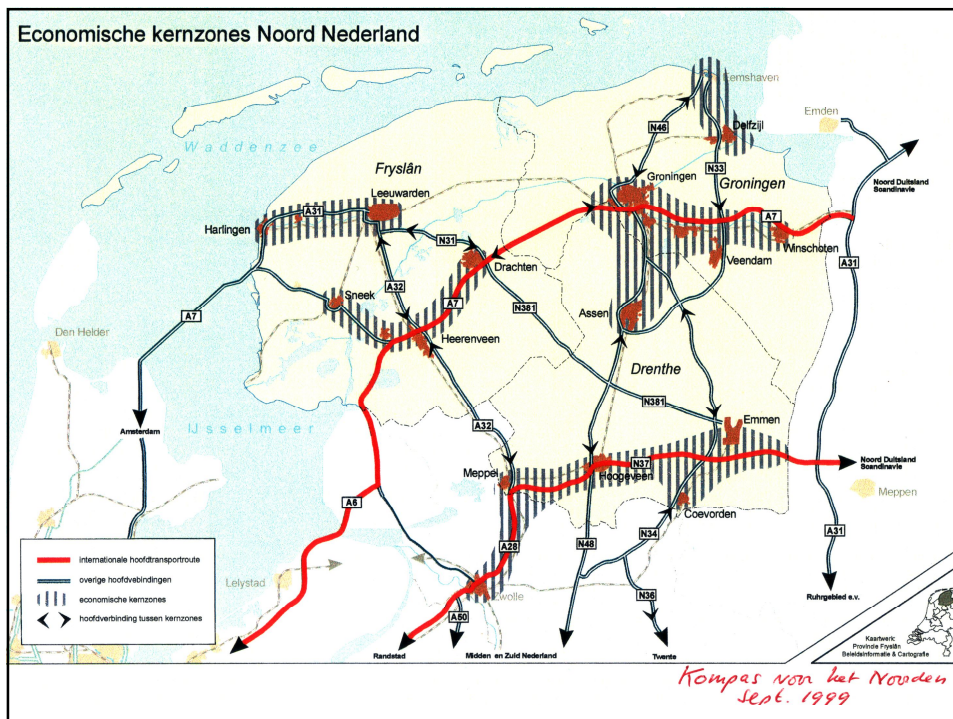 Economische kernzones Noord Nederland
Eemshaven
Emden
Delfzijl
N46
Waddenzee
Fryslân
N33
Groningen
Groningen
Noord Duitsland
Scandinavie
Leeuwarden
A31
Harlingen
A7
Winschoten
N31
Veendam
A31
Drachten
A32
Sneek
A7
A7
N381
Assen
Den Helder
Heerenveen
Drenthe
N381
Emmen
Amsterdam
IJsselmeer
A32
Meppel
N37
Noord Duitsland
Scandinavie
Hoogeveen
Meppen
A6
Coevorden
A28
N48
N34
A31
internationale hoofdtransportroute
overige hoofdvebindingen
economische kernzones
hoofdverbinding tussen kernzones
Lelystad
Zwolle
N36
Ruhrgebied e.v.
A50
Randstad
Midden en Zuid Nederland
Twente
Kaartwerk:
Provincie Fryslân
Beleidsinformatie & Cartografie
Kompas voor het Noorden
sept. 1999